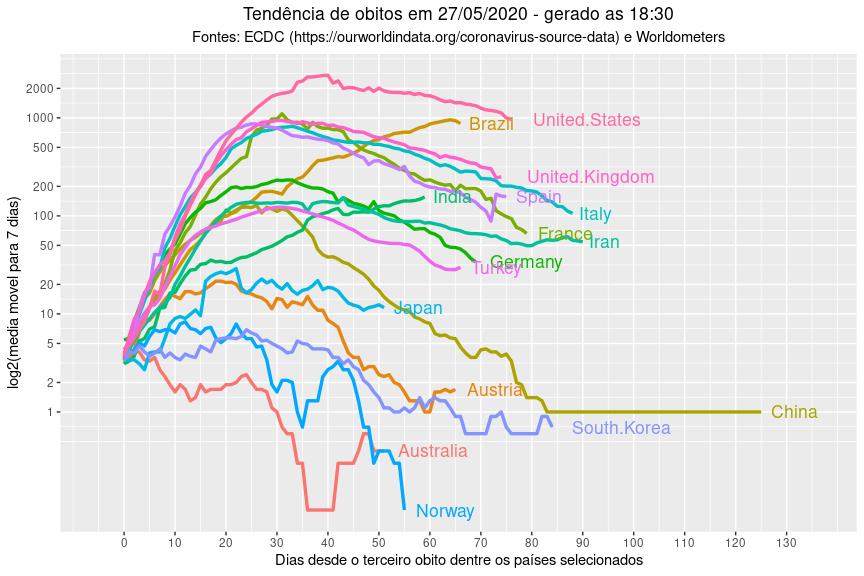 Tendência de obitos em 27/05/2020 - gerado as 18:30
Fontes: ECDC (https://ourworldindata.org/coronavirus-source-data) e Worldometers
log2(media movel para 7 dias)
2000
1000
500
200
100
50
20
10
5
2
1
United.States
Brazil
United.Kingdom
Spain
India
Italy
France
Iran
Germany
Turkey
Japan
Austria
China
South.Korea
Australia
Norway
0 10 20 30 40 50 60 70 80 90 100 110 120 130
Dias desde o terceiro obito dentre os países selecionados